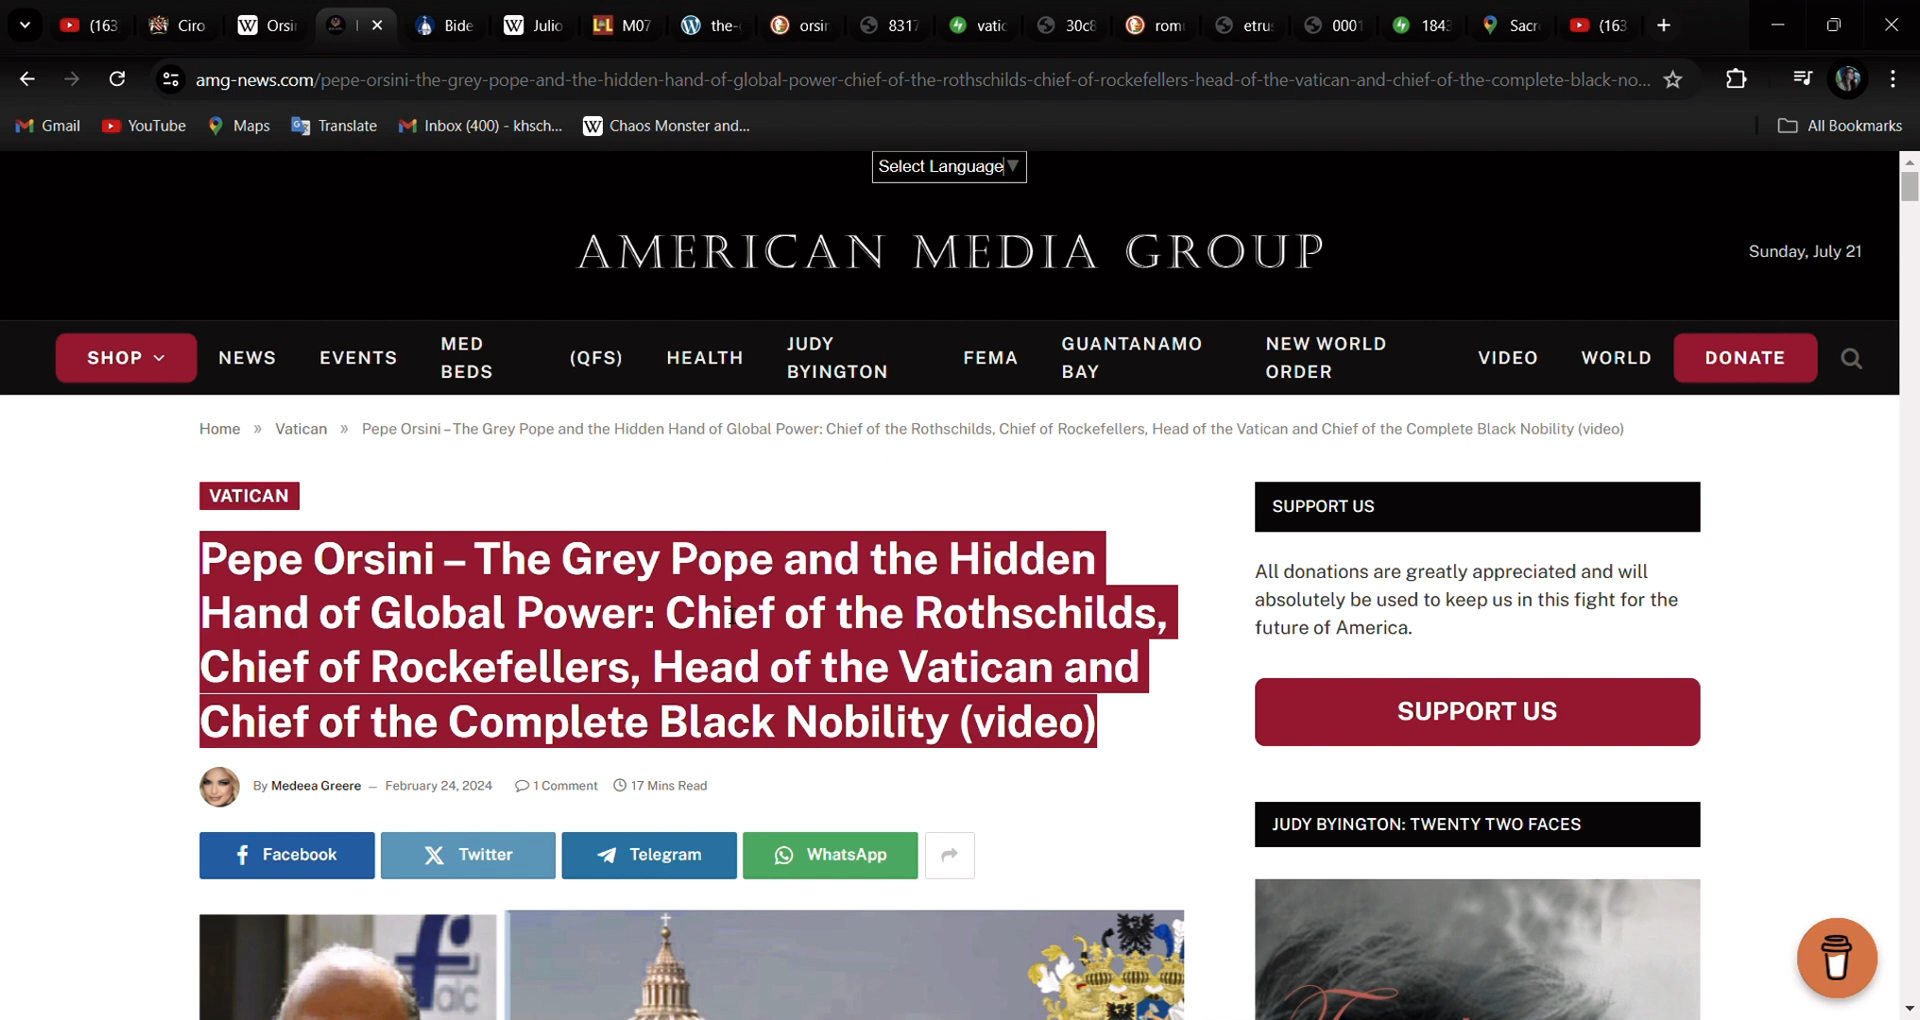 (163
Ciro
Orsi
Bide
Julio
M07
the-
orsir
8317
vatic
30c8
rom
etru
0001
1843
Sacr
(163
amg-news.com/pepe-orsini-the-grey-pope-and-the-hidden-hand-of-global-power-chief-of-the-rothschilds-chief-of-rockefellers-head-of-the-vatican-and-chief-of-the-complete-black-no...
Gmail
YouTube
Maps
Translate
Inbox (400) - khsch...
Chaos Monster and...
All Bookmarks
Select Language
AMERICAN MEDIA GROUP
Sunday, July 21
SHOP
NEWS
EVENTS
MED
BEDS
(QFS)
HEALTH
JUDY
BYINGTON
FEMA
GUANTANAMO
BAY
NEW WORLD
ORDER
VIDEO
WORLD
DONATE
Home » Vatican » Pepe Orsini – The Grey Pope and the Hidden Hand of Global Power: Chief of the Rothschilds, Chief of Rockefellers, Head of the Vatican and Chief of the Complete Black Nobility (video)
VATICAN
Pepe Orsini – The Grey Pope and the Hidden
Hand of Global Power: Chief of the Rothschilds,
Chief of Rockefellers, Head of the Vatican and
Chief of the Complete Black Nobility (video)
By Medeea Greere — February 24, 2024 1 Comment 17 Mins Read
Facebook
Twitter
Telegram
WhatsApp
SUPPORT US
All donations are greatly appreciated and will
absolutely be used to keep us in this fight for the
future of America.
SUPPORT US
JUDY BYINGTON: TWENTY TWO FACES